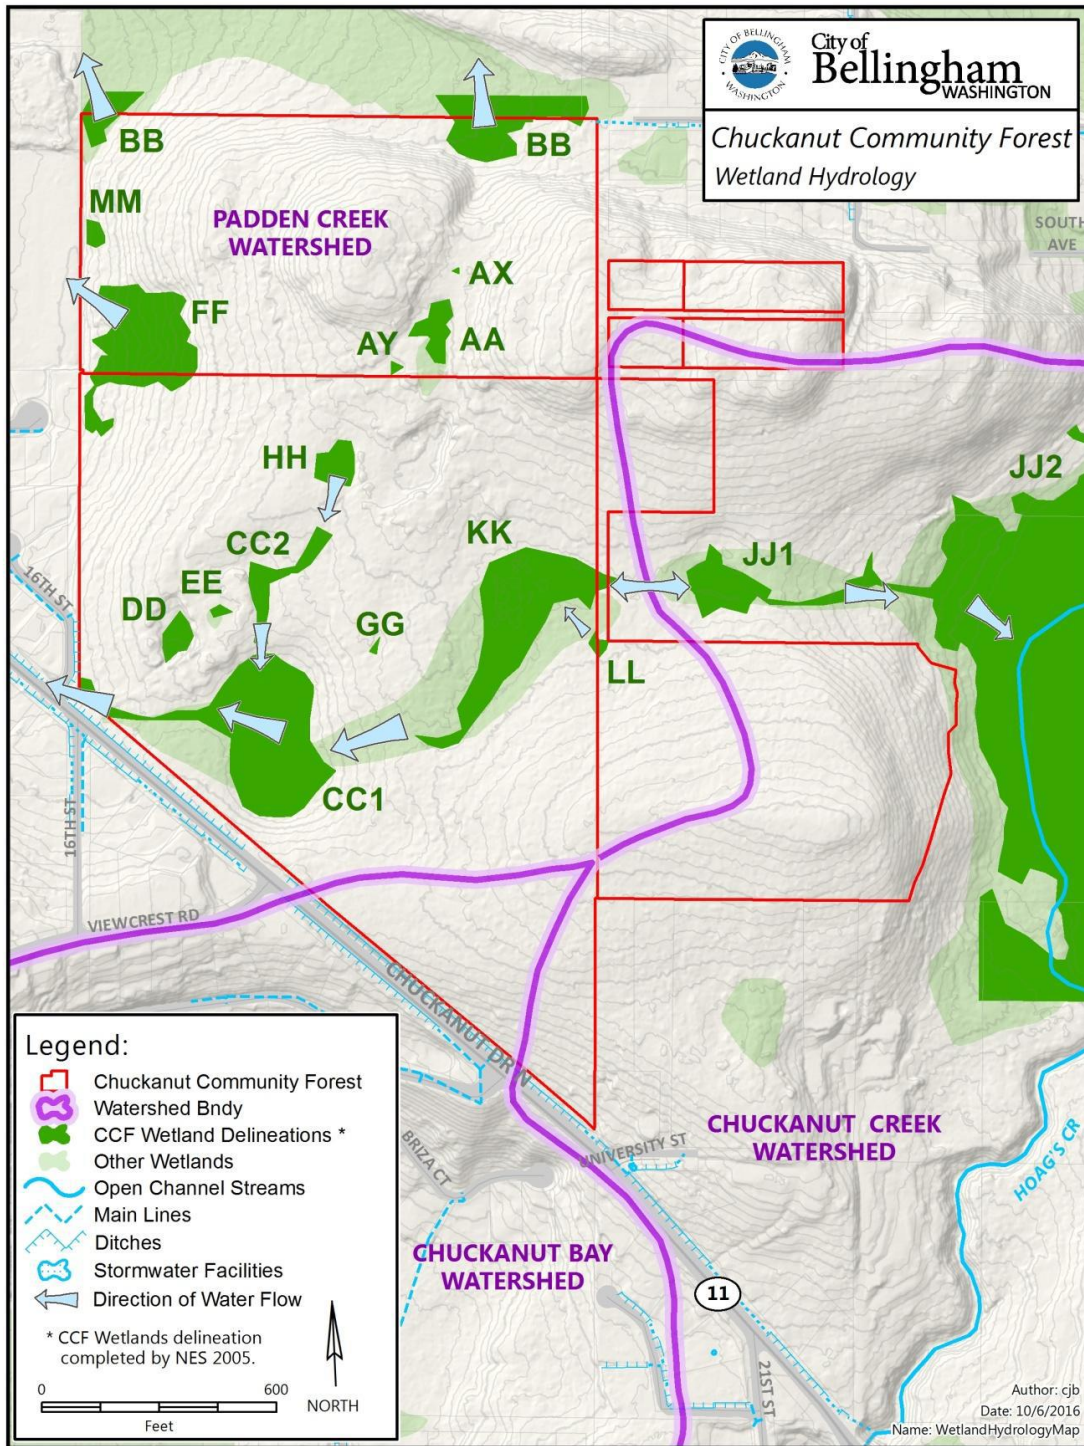 CITY OF BELLINGHAM
WASHINGTON
City of
Bellingham
WASHINGTON
Chuckanut Community Forest
Wetland Hydrology
BB
BB
MM
PADDEN CREEK
WATERSHED
SOUTH
AVE
AX
FF
AY
AA
HH
JJ2
KK
CC2
JJ1
16TH ST
EE
DD
GG
LL
CC1
16TH ST
VIEWCREST RD
CHUCKANUT DR N
Legend:
Chuckanut Community Forest
Watershed Bndy
CCF Wetland Delineations *
Other Wetlands
Open Channel Streams
Main Lines
Ditches
Stormwater Facilities
Direction of Water Flow
* CCF Wetlands delineation
completed by NES 2005.
0 600
Feet
NORTH
BRIZA CT
UNIVERSITY ST
CHUCKANUT CREEK
WATERSHED
HOAG'S CR
CHUCKANUT BAY
WATERSHED
11
21ST ST
Author: cjb
Date: 10/6/2016
Name: WetlandHydrologyMap